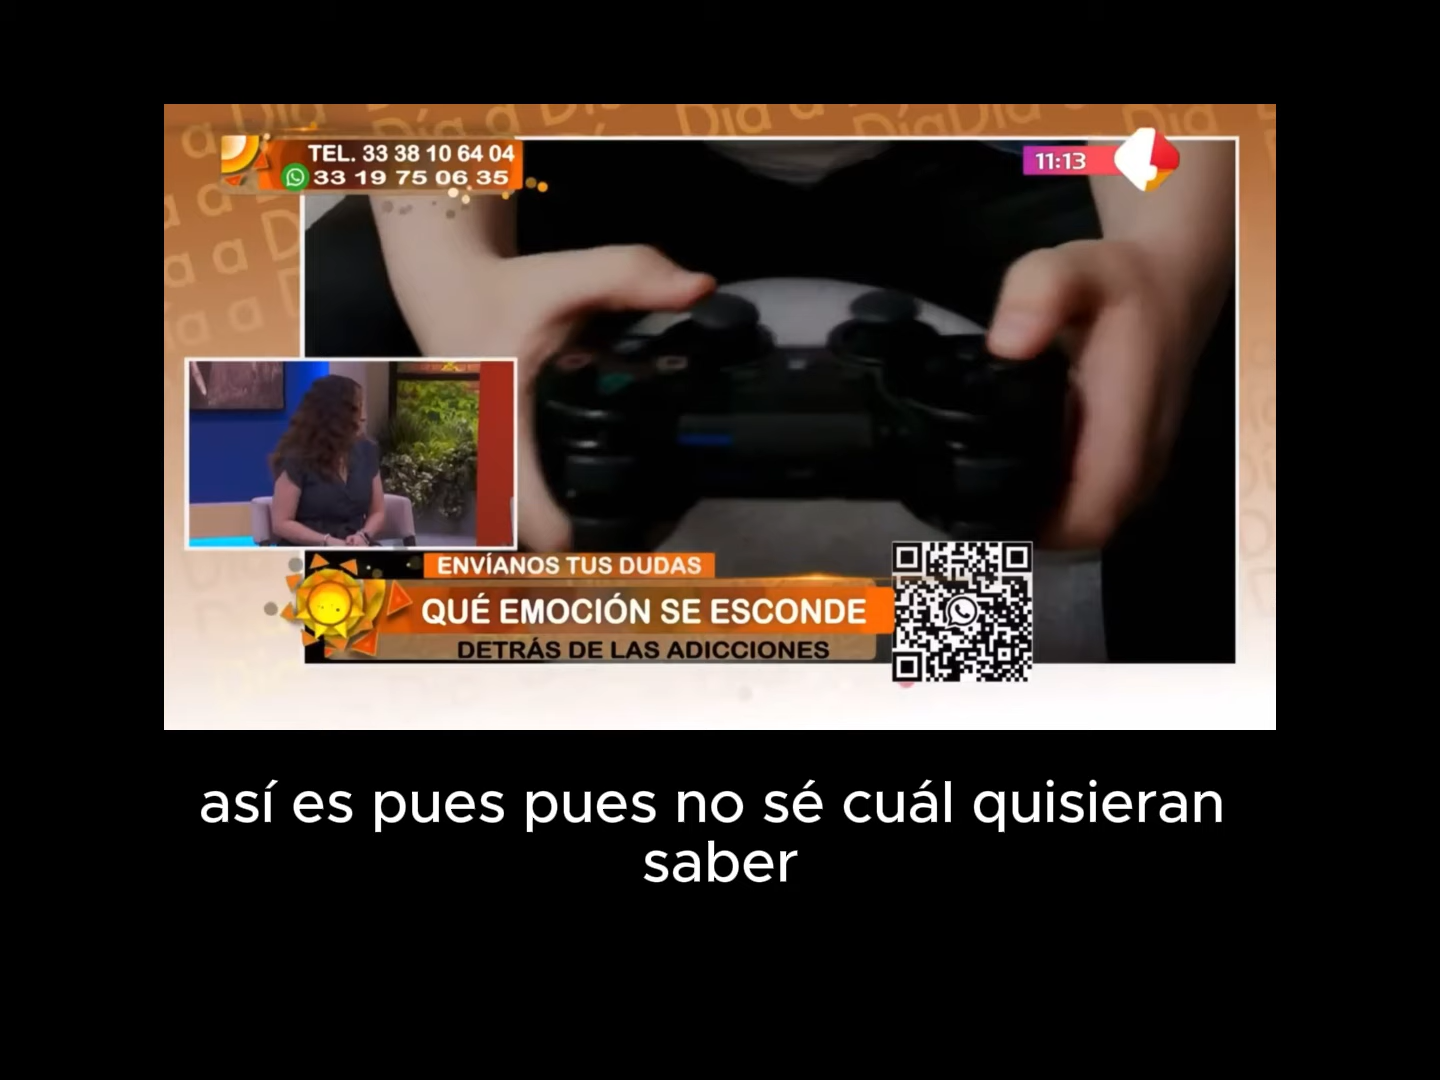 TEL. 33 38 10 64 04
33 19 75 06 35
11:13
ENVÍANOS TUS DUDAS
QUÉ EMOCIÓN SE ESCONDE
DETRÁS DE LAS ADICCIONES
así es pues pues no sé cuál quisieran
saber